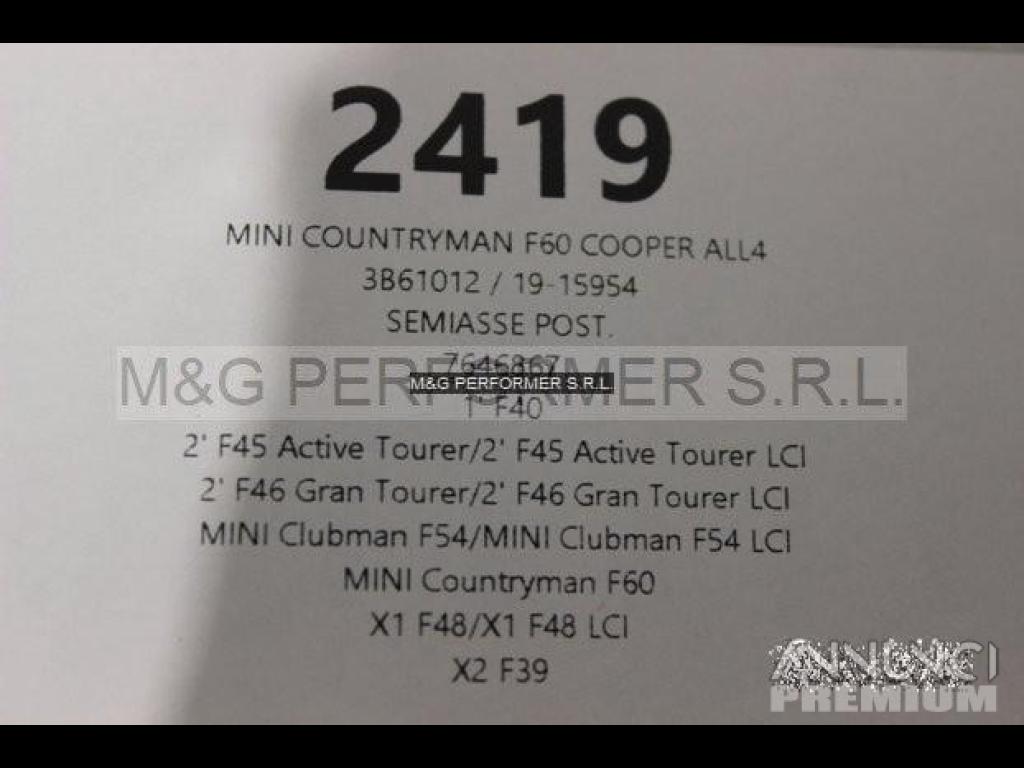 2419
MINI COUNTRYMAN F60 COOPER ALL4
3B61012 / 19-15954
SEMIASSE POST.
7646867
M&G PERFORMER S.R.L.
M&G PERFORMER S.R.L.
1' F40
2' F45 Active Tourer/2' F45 Active Tourer LCI
2' F46 Gran Tourer/2' F46 Gran Tourer LCI
MINI Clubman F54/MINI Clubman F54 LCI
MINI Countryman F60
X1 F48/X1 F48 LCI
X2 F39
ANNUNCI
PREMIUM